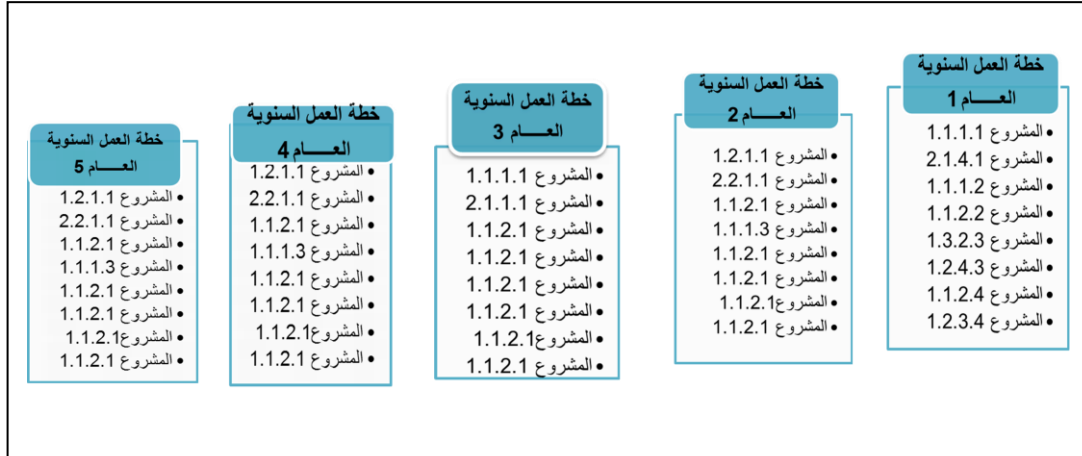 خطة العمل السنوية
العـــــام 1
• المشروع 1.1.1.1
• المشروع 2.1.4.1
• المشروع 1.1.1.2
• المشروع 1.1.2.2
• المشروع 1.3.2.3
• المشروع 1.2.4.3
• المشروع 1.1.2.4
• المشروع 1.2.3.4
خطة العمل السنوية
العـــــام 2
• المشروع 1.2.1.1
• المشروع 2.2.1.1
• المشروع 1.1.2.1
• المشروع 1.1.1.3
• المشروع 1.1.2.1
• المشروع 1.1.2.1
• المشروع1.1.2.1
• المشروع 1.1.2.1
خطة العمل السنوية
العـــــام 3
• المشروع 1.1.1.1
• المشروع 2.1.1.1
• المشروع 1.1.2.1
• المشروع 1.1.2.1
• المشروع 1.1.2.1
• المشروع 1.1.2.1
• المشروع1.1.2.1
• المشروع 1.1.2.1
خطة العمل السنوية
العـــــام 4
• المشروع 1.2.1.1
• المشروع 2.2.1.1
• المشروع 1.1.2.1
• المشروع 1.1.1.3
• المشروع 1.1.2.1
• المشروع 1.1.2.1
• المشروع1.1.2.1
• المشروع 1.1.2.1
خطة العمل السنوية
العـــــام 5
• المشروع 1.2.1.1
• المشروع 2.2.1.1
• المشروع 1.1.2.1
• المشروع 1.1.1.3
• المشروع 1.1.2.1
• المشروع 1.1.2.1
• المشروع1.1.2.1
• المشروع 1.1.2.1